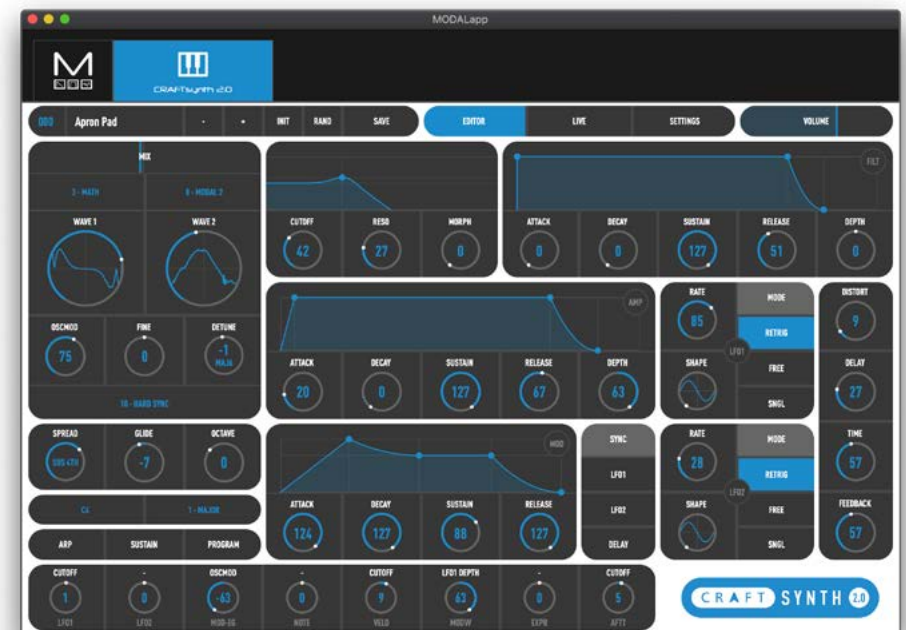 MODALapp
M
CRAFTsynth 2.0
000 Apron Pad - + INIT RAND SAVE EDITOR LIVE SETTINGS VOLUME
MIX
3 - MATH 8 - MODAL 2
WAVE 1 WAVE 2
OSCMOD FINE DETUNE
75 0 -1
MAJ6
10 - HARD SYNC
CUTOFF RESO MORPH
42 27 0
FILT
ATTACK DECAY SUSTAIN RELEASE DEPTH
0 0 127 51 0
AMP
ATTACK DECAY SUSTAIN RELEASE DEPTH
20 0 127 67 63
RATE MODE
85 RETRIG
LFO1
SHAPE FREE
SNGL
DISTORT
9
DELAY
27
TIME
57
FEEDBACK
57
SPREAD GLIDE OCTAVE
SUS 4TH -7 0
C6 1 - MAJOR
ARP SUSTAIN PROGRAM
MOD
ATTACK DECAY SUSTAIN RELEASE
124 127 88 127
SYNC
LFO1
LFO2
DELAY
RATE MODE
28 RETRIG
LFO2
SHAPE FREE
SNGL
CUTOFF - OSCMOD - CUTOFF LFO1 DEPTH - CUTOFF
1 0 -63 0 9 63 0 5
LFO1 LFO2 MOD-EG NOTE VELO MODW EXPR AFTT
CRAFT SYNTH 2.0